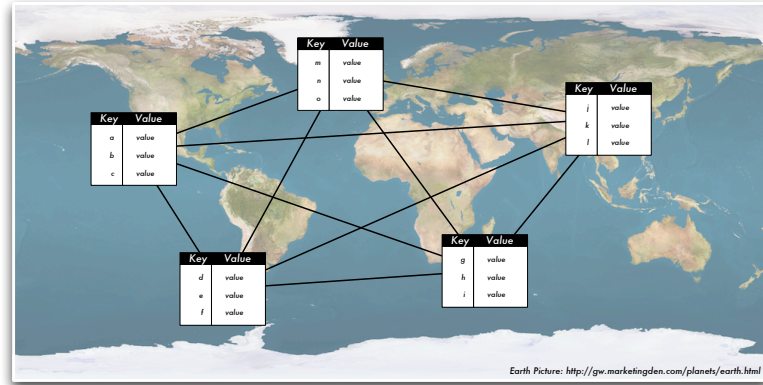 Key Value
m value
n value
o value
Key Value
j value
k value
l value
Key Value
a value
b value
c value
Key Value
g value
h value
i value
Key Value
d value
e value
f value
Earth Picture: http://gw.marketingden.com/planets/earth.html